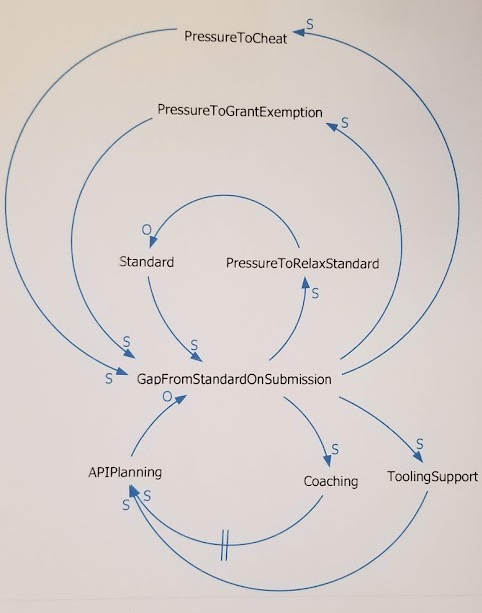 PressureToCheat
S
PressureToGrantExemption
S
O
Standard
PressureToRelaxStandard
S
S
S
S
GapFromStandardOnSubmission
O
S
S
APIPlanning
Coaching
ToolingSupport
S
S